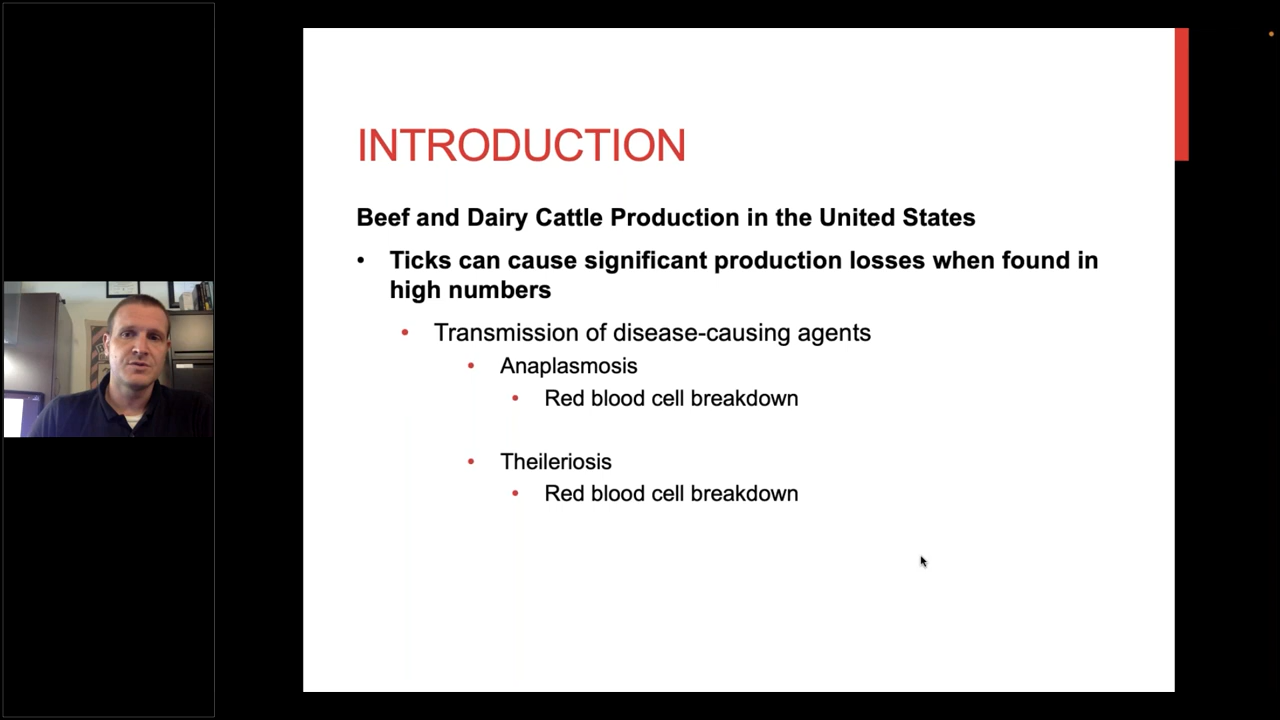 INTRODUCTION
Beef and Dairy Cattle Production in the United States
• Ticks can cause significant production losses when found in
high numbers
• Transmission of disease-causing agents
• Anaplasmosis
• Red blood cell breakdown
• Theileriosis
• Red blood cell breakdown